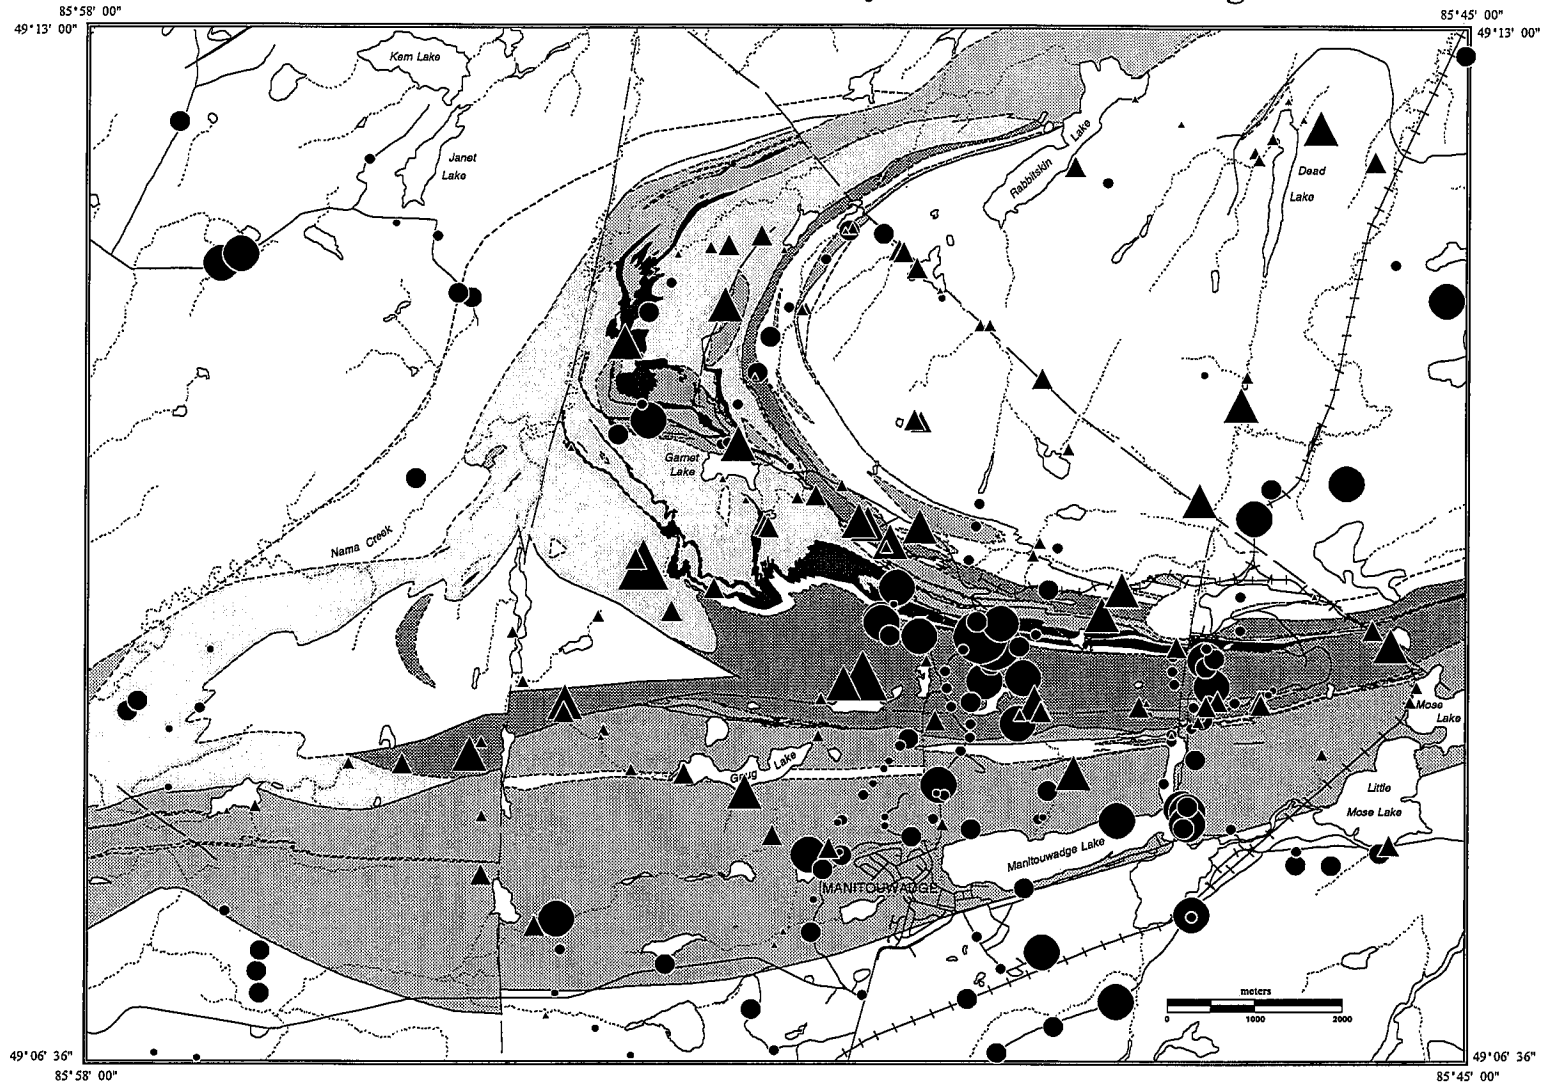 85°58' 00"
85°45' 00"
49°13' 00"
49°13' 00"
Kem Lake
Janet
Lake
Rabbitskin Lake
Dead
Lake
Garnet
Lake
Nama Creek
Mose
Lake
Lake
Little
Mose Lake
Manitouwadge Lake
MANITOUWADGE
meters
0 1000 2000
49°06' 36"
49°06' 36"
85°58' 00"
85°45' 00"